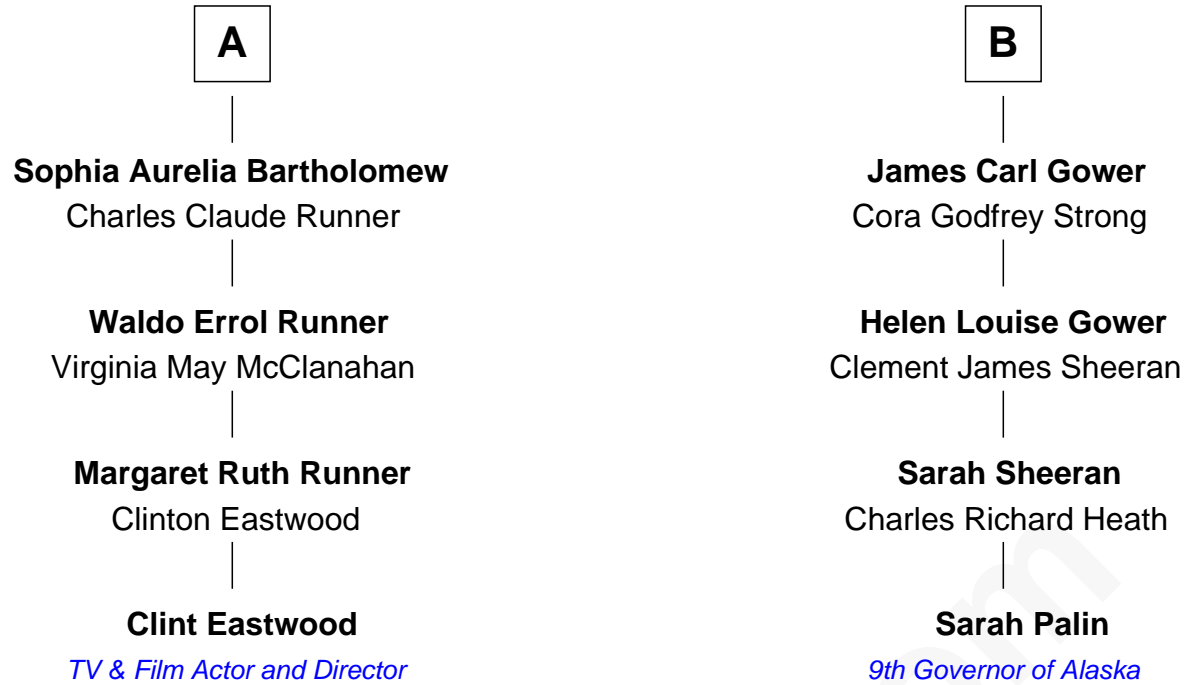 A
Sophia Aurelia Bartholomew
Charles Claude Runner
Waldo Errol Runner
Virginia May McClanahan
Margaret Ruth Runner
Clinton Eastwood
Clint Eastwood
TV & Film Actor and Director
B
James Carl Gower
Cora Godfrey Strong
Helen Louise Gower
Clement James Sheeran
Sarah Sheeran
Charles Richard Heath
Sarah Palin
9th Governor of Alaska